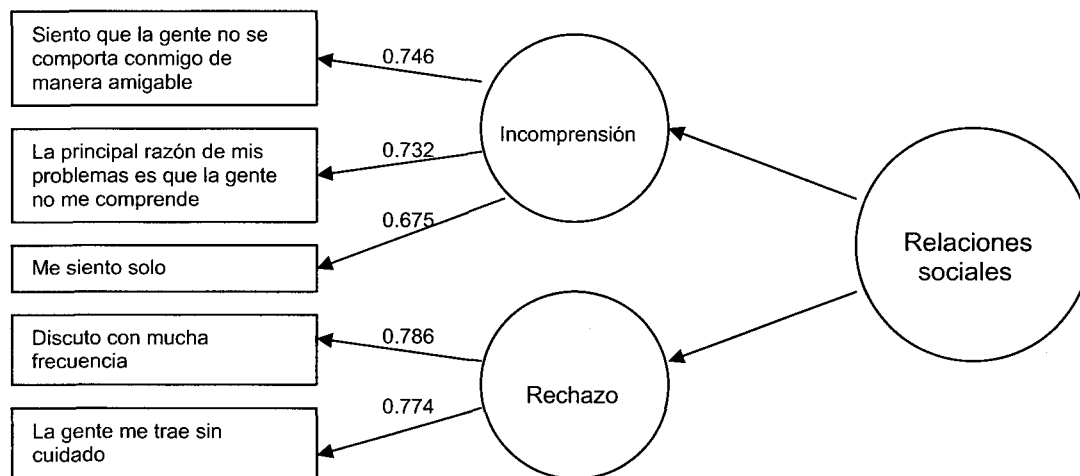 Siento que la gente no se
comporta conmigo de
manera amigable
0.746
La principal razón de mis
problemas es que la gente
no me comprende
0.732
Me siento solo
0.675
Incomprensión
Discuto con mucha
frecuencia
0.786
La gente me trae sin
cuidado
0.774
Rechazo
Relaciones
sociales